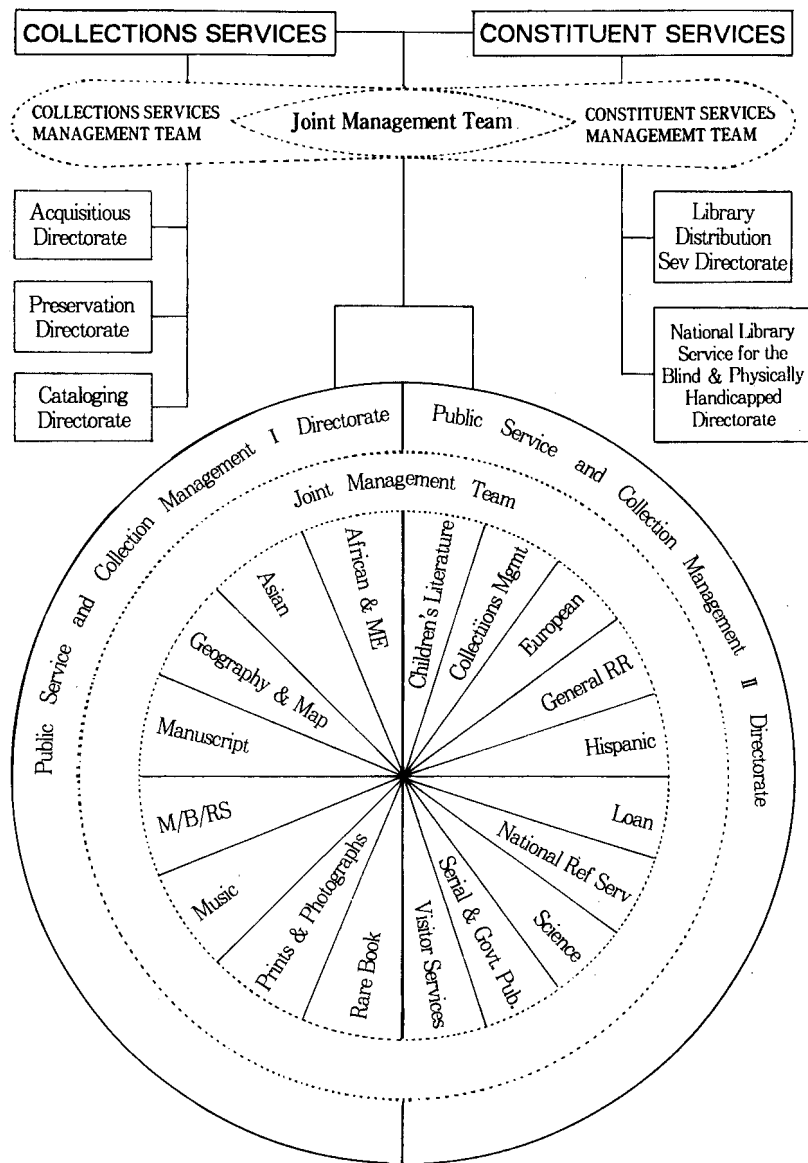 COLLECTIONS SERVICES
CONSTITUENT SERVICES
COLLECTIONS SERVICES
MANAGEMENT TEAM
Joint Management Team
CONSTITUENT SERVICES
MANAGEMEMT TEAM
Acquisitious
Directorate
Preservation
Directorate
Cataloging
Directorate
Library
Distribution
Sev Directorate
National Library
Service for the
Blind & Physically
Handicapped
Directorate
Public Service and Collection Management I Directorate
Public Service and Collection Management II Directorate
Joint Management Team
African & ME
Asian
Geography & Map
Manuscript
M/B/RS
Music
Prints & Photographs
Rare Book
Children's Literature
Collectiions Mgmt
European
General RR
Hispanic
Loan
National Ref Serv
Science
Serial & Govt. Pub.
Visitor Services